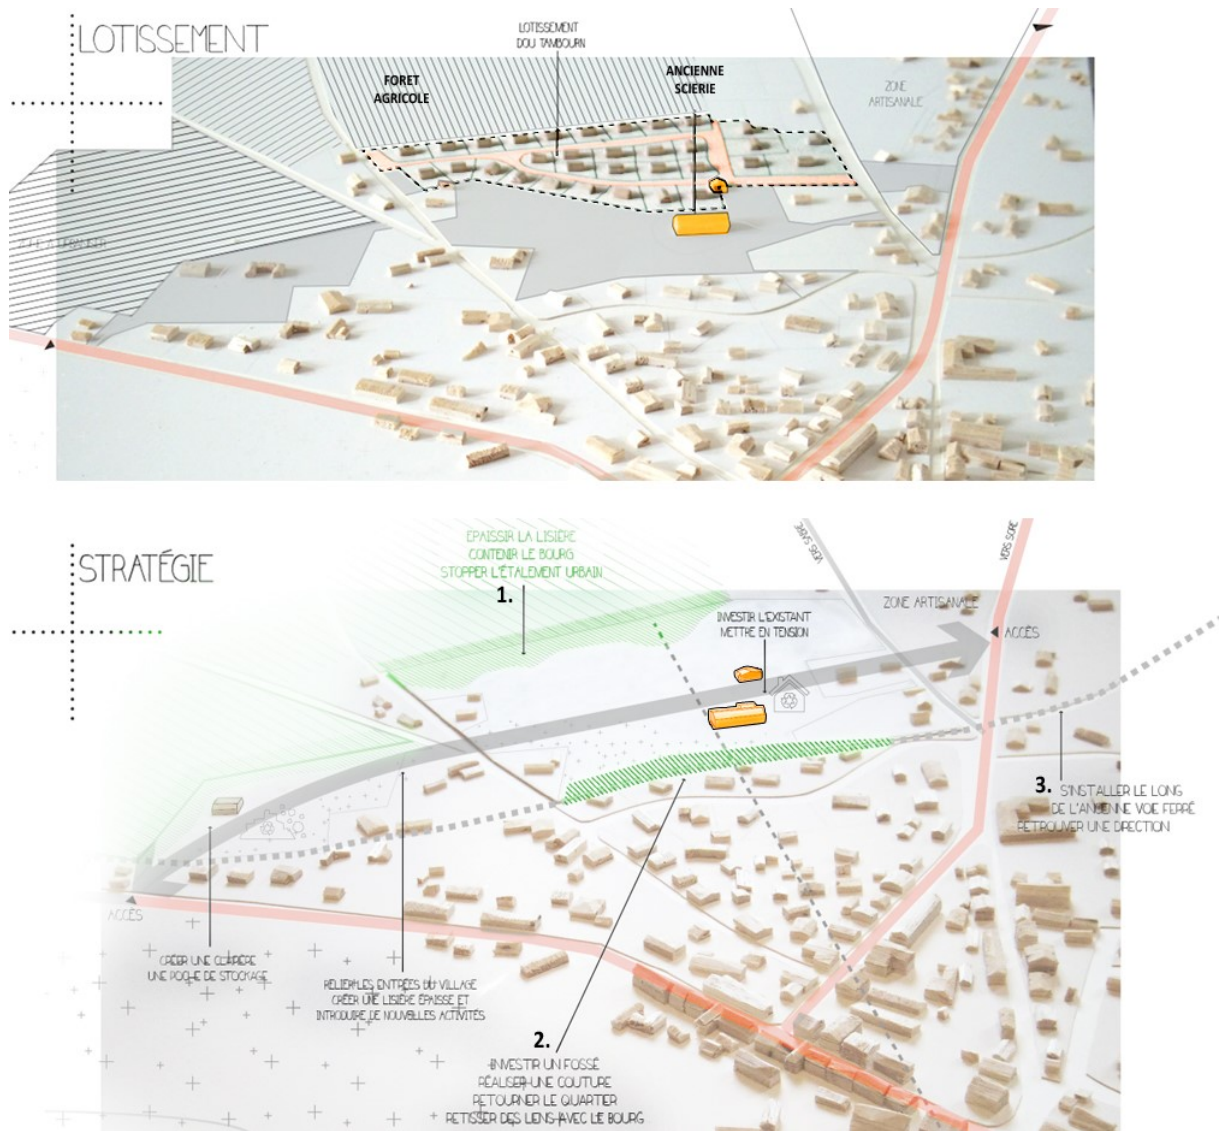 LOTISSEMENT
LOTISSEMENT
DOU TAMBOURN
FORET
AGRICOLE
ANCIENNE
SCIERIE
ZONE
ARTISANALE
ZONE A URBANISER
STRATÉGIE
EPAISSIR LA LISIÈRE
CONTENIR LE BOURG
STOPPER L'ÉTALEMENT URBAIN
1.
VERS SABRE
VERS SORE
INVESTIR L'EXISTANT
METTRE EN TENSION
ZONE ARTISANALE
ACCÈS
3. S'INSTALLER LE LONG
DE L'ANCIENNE VOIE FERRÉ
RETROUVER UNE DIRECTION
ACCÈS
CRÉER UNE
UNE POCHE DE STOCKAGE
RELIER LES ENTRÉES DU VILLAGE
CRÉER UNE LISIÈRE ÉPAISSE ET
INTRODUIRE DE NOUVELLES ACTIVITÉS
2.
INVESTIR UN FOSSÉ
RÉALISER UNE COUTURE
RETOURNER LE QUARTIER
RETISSER DES LIENS AVEC LE BOURG